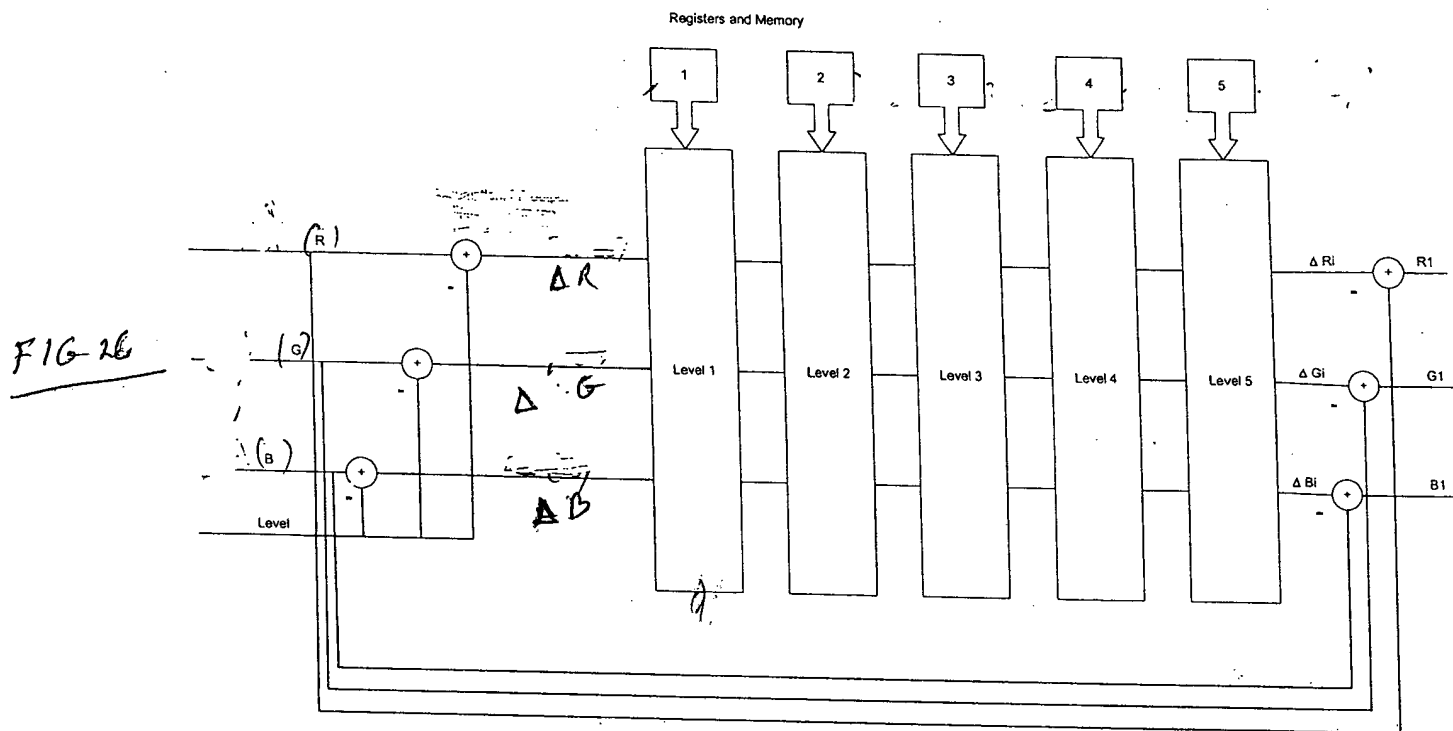 Registers and Memory
1 2 3 4 5
(R)
-
+
ΔR
Δ Ri
+
-
R1
FIG-26
(G)
+
-
Δ G
Level 1 Level 2 Level 3 Level 4 Level 5
Δ Gi
+
-
G1
(B)
+
-
ΔB
Δ Bi
+
-
B1
Level